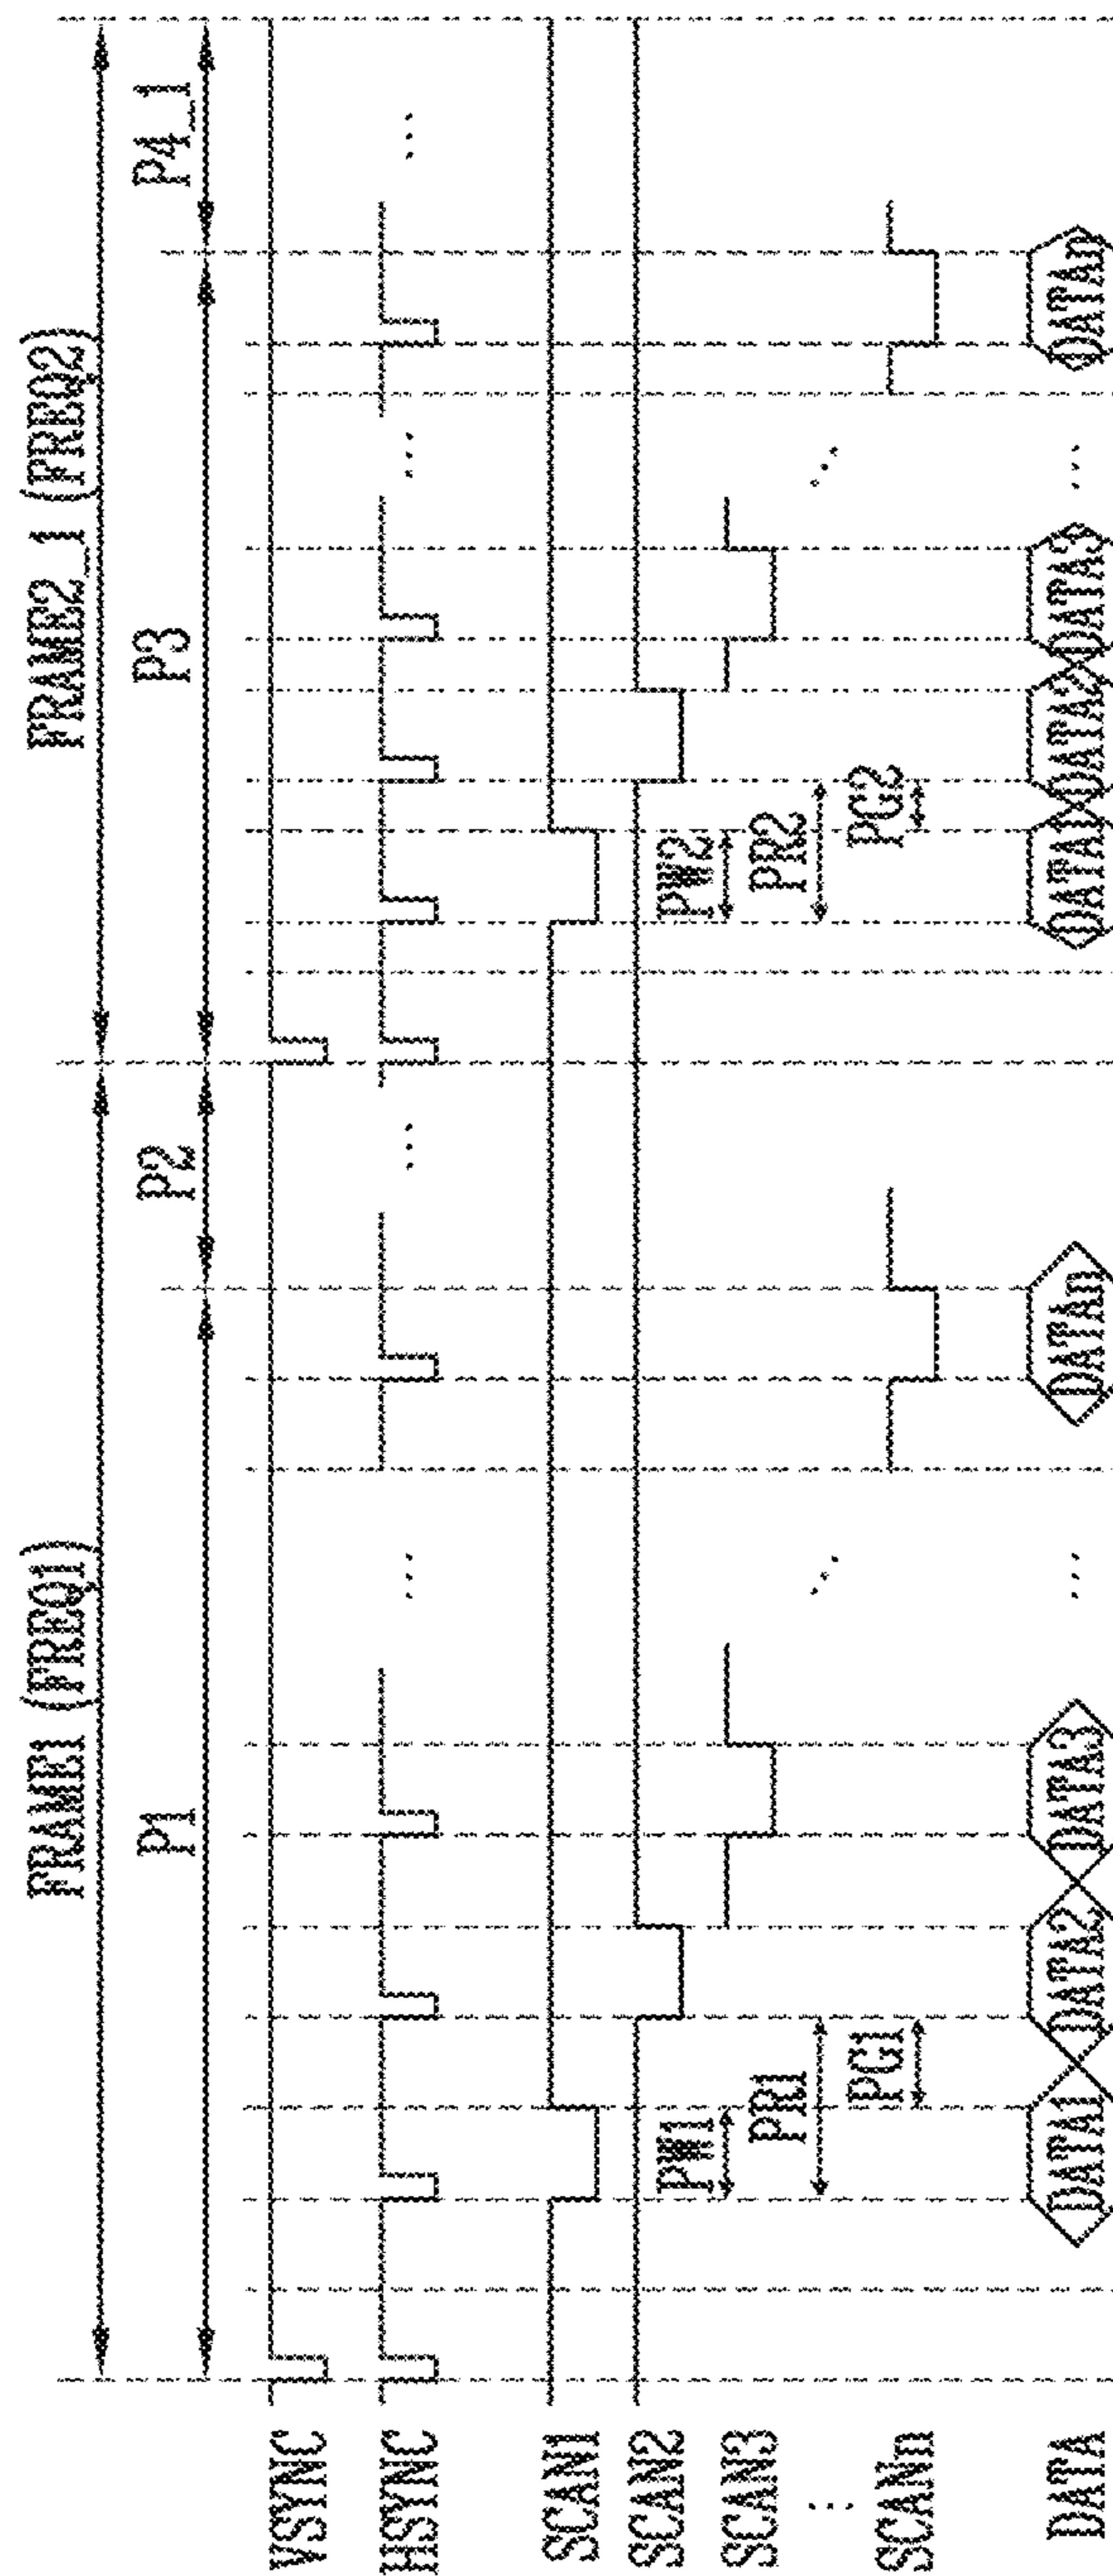 FRAME1 (FREQ1) FRAME2_1 (FREQ2)
P1 P2 P3 P4_1
VSYNC
HSYNC ... ... ...
SCAN1
SCAN2
PW1 PW2
SCAN3
PR1 PR2
... ... ...
PG1 PG2
SCANn
DATA DATA1 DATA2 DATA3 ... DATAn DATA1 DATA2 DATA3 ... DATAn